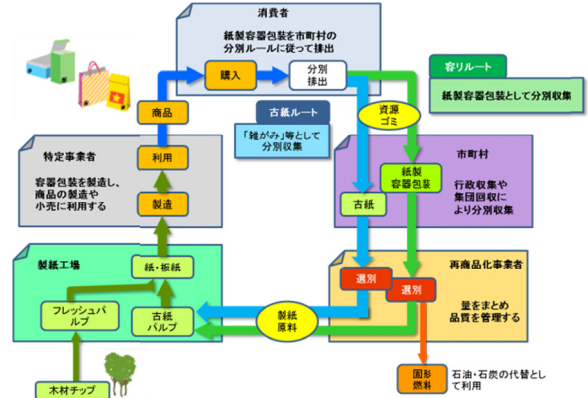 消費者
紙製容器包装を市町村の
分別ルールに従って排出
購入
分別
排出
容リルート
紙製容器包装として分別収集
商品
古紙ルート
「雑がみ」等として
分別収集
資源
ゴミ
特定事業者
容器包装を製造し、
商品の製造や
小売に利用する
利用
製造
市町村
紙製
容器包装
古紙
行政収集や
集団回収に
より分別収集
製紙工場
紙・板紙
フレッシュパ
ルプ
古紙
パルプ
木材チップ
製紙
原料
再商品化事業者
選別
選別
量をまとめ
品質を管理する
固形
燃料
石油・石炭の代替とし
て利用